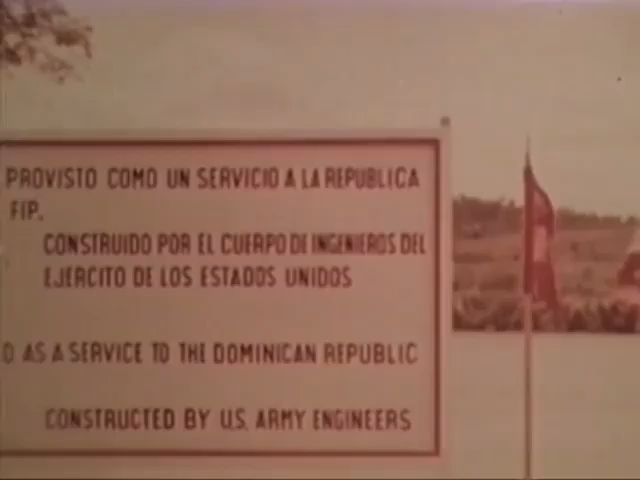 PROVISTO COMO UN SERVICIO A LA REPUBLICA
FIP.
CONSTRUIDO POR EL CUERPO DE INGENIEROS DEL
EJERCITO DE LOS ESTADOS UNIDOS
D AS A SERVICE TO THE DOMINICAN REPUBLIC
CONSTRUCTED BY U.S. ARMY ENGINEERS